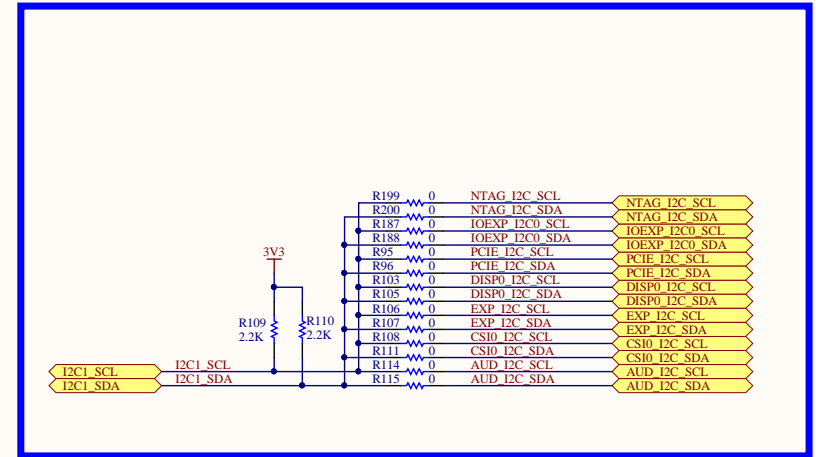 R199 0 NTAG_I2C_SCL NTAG_I2C_SCL
R200 0 NTAG_I2C_SDA NTAG_I2C_SDA
R187 0 IOEXP_I2C0_SCL IOEXP_I2C0_SCL
R188 0 IOEXP_I2C0_SDA IOEXP_I2C0_SDA
3V3 R95 0 PCIE_I2C_SCL PCIE_I2C_SCL
R96 0 PCIE_I2C_SDA PCIE_I2C_SDA
R103 0 DISP0_I2C_SCL DISP0_I2C_SCL
R105 0 DISP0_I2C_SDA DISP0_I2C_SDA
R106 0 EXP_I2C_SCL EXP_I2C_SCL
R109 R110 R107 0 EXP_I2C_SDA EXP_I2C_SDA
2.2K 2.2K R108 0 CSI0_I2C_SCL CSI0_I2C_SCL
R111 0 CSI0_I2C_SDA CSI0_I2C_SDA
I2C1_SCL I2C1_SCL R114 0 AUD_I2C_SCL AUD_I2C_SCL
I2C1_SDA I2C1_SDA R115 0 AUD_I2C_SDA AUD_I2C_SDA